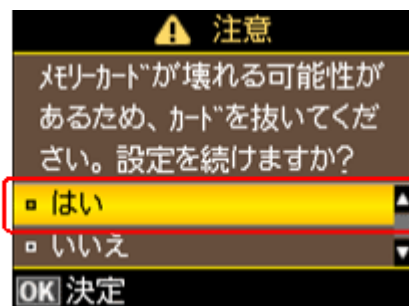 注意
ﾒﾓﾘｰｶｰﾄﾞが壊れる可能性が
あるため、ｶｰﾄﾞを抜いてくだ
さい。設定を続けますか?
はい
いいえ
OK 決定